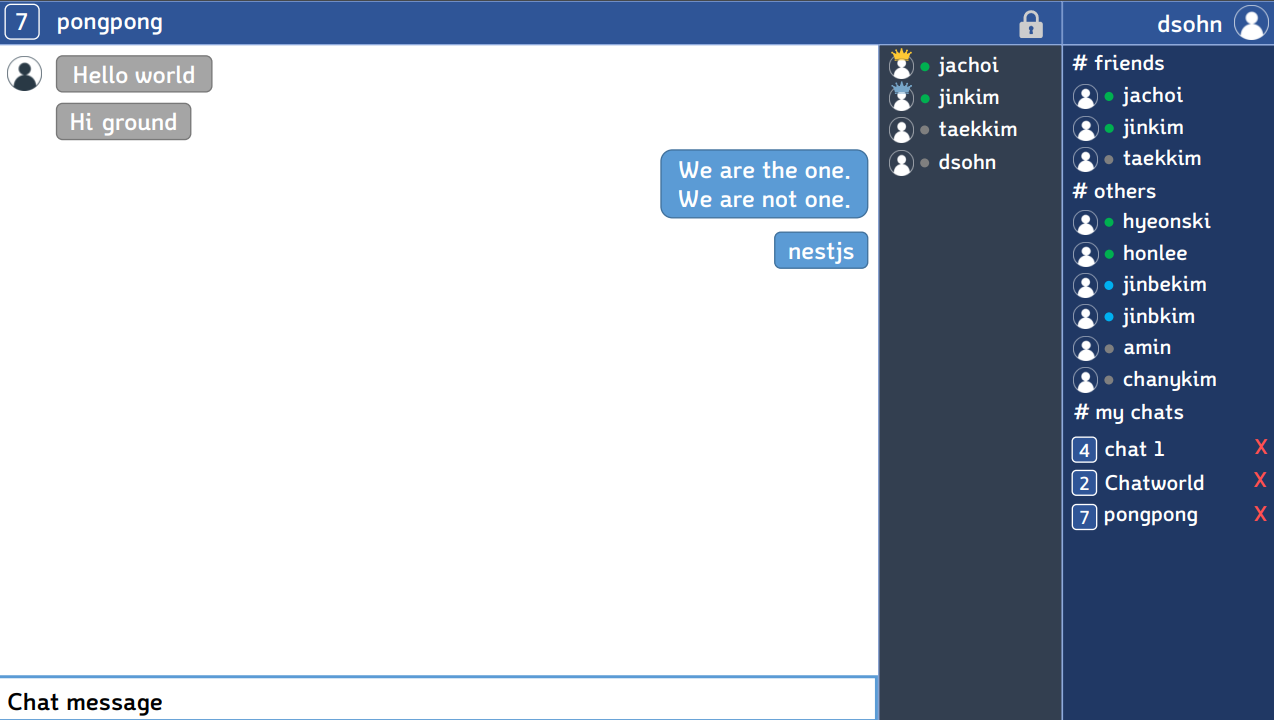 7 pongpong
dsohn
Hello world
Hi ground
We are the one.
We are not one.
nestjs
Chat message
jachoi
jinkim
taekkim
dsohn
# friends
jachoi
jinkim
taekkim
# others
hyeonski
honlee
jinbekim
jinbkim
amin
chanykim
# my chats
4 chat 1 X
2 Chatworld X
7 pongpong X